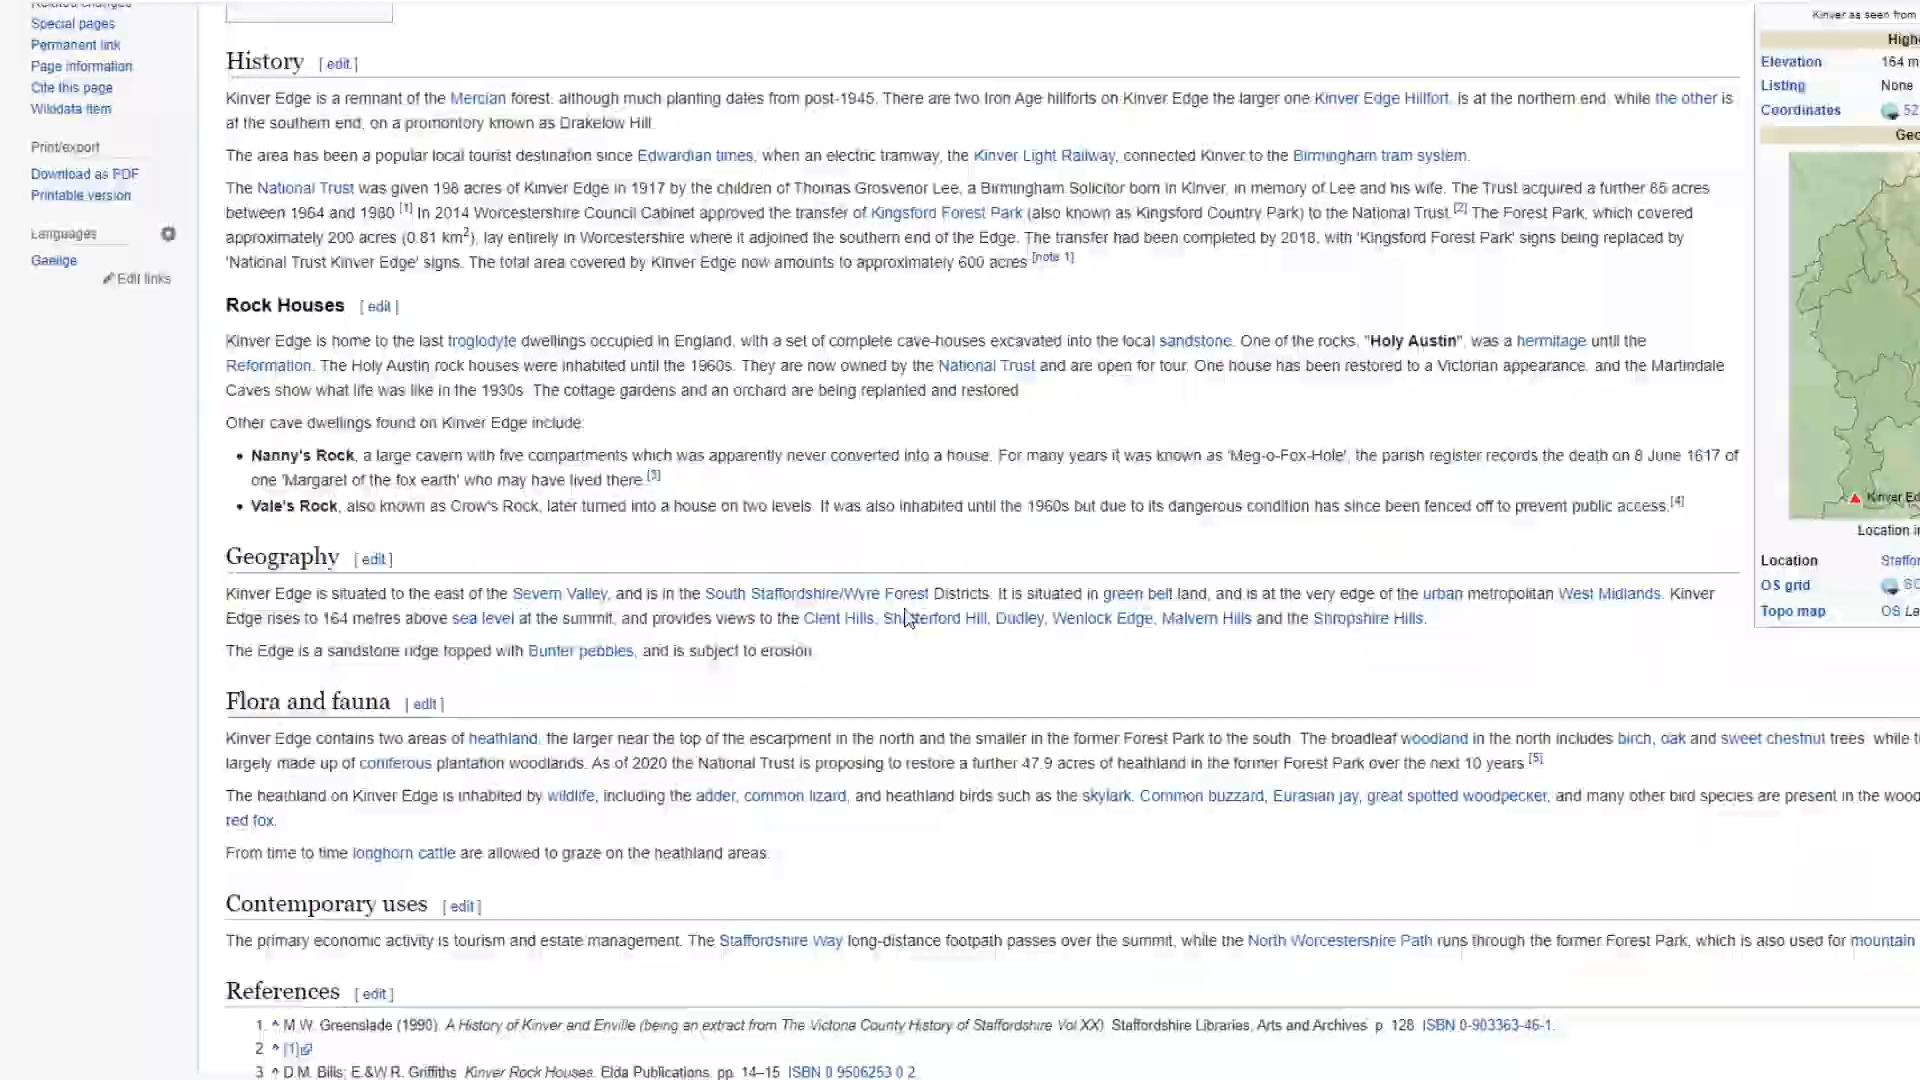 Related changes
Special pages
Permanent link
Page information
Cite this page
Wikidata item
Print/export
Download as PDF
Printable version
Languages
Gaeilge
Edit links
History [ edit ]
Kinver Edge is a remnant of the Mercian forest, although much planting dates from post-1945. There are two Iron Age hillforts on Kinver Edge the larger one Kinver Edge Hillfort, is at the northern end, while the other is
at the southern end, on a promontory known as Drakelow Hill.
The area has been a popular local tourist destination since Edwardian times, when an electric tramway, the Kinver Light Railway, connected Kinver to the Birmingham tram system.
The National Trust was given 198 acres of Kinver Edge in 1917 by the children of Thomas Grosvenor Lee, a Birmingham Solicitor born in Kinver, in memory of Lee and his wife. The Trust acquired a further 85 acres
between 1964 and 1980 [1] In 2014 Worcestershire Council Cabinet approved the transfer of Kingsford Forest Park (also known as Kingsford Country Park) to the National Trust.[2] The Forest Park, which covered
approximately 200 acres (0.81 km2), lay entirely in Worcestershire where it adjoined the southern end of the Edge. The transfer had been completed by 2018, with 'Kingsford Forest Park' signs being replaced by
'National Trust Kinver Edge' signs. The total area covered by Kinver Edge now amounts to approximately 600 acres [note 1]
Rock Houses [ edit ]
Kinver Edge is home to the last troglodyte dwellings occupied in England, with a set of complete cave-houses excavated into the local sandstone. One of the rocks, "Holy Austin", was a hermitage until the
Reformation. The Holy Austin rock houses were inhabited until the 1960s. They are now owned by the National Trust and are open for tour. One house has been restored to a Victorian appearance, and the Martindale
Caves show what life was like in the 1930s. The cottage gardens and an orchard are being replanted and restored
Other cave dwellings found on Kinver Edge include:
• Nanny's Rock, a large cavern with five compartments which was apparently never converted into a house. For many years it was known as 'Meg-o-Fox-Hole', the parish register records the death on 8 June 1617 of
one 'Margaret of the fox earth' who may have lived there.[3]
• Vale's Rock, also known as Crow's Rock, later turned into a house on two levels. It was also inhabited until the 1960s but due to its dangerous condition has since been fenced off to prevent public access.[4]
Geography [ edit ]
Kinver Edge is situated to the east of the Severn Valley, and is in the South Staffordshire/Wyre Forest Districts. It is situated in green belt land, and is at the very edge of the urban metropolitan West Midlands. Kinver
Edge rises to 164 metres above sea level at the summit, and provides views to the Clent Hills, Shatterford Hill, Dudley, Wenlock Edge, Malvern Hills and the Shropshire Hills.
The Edge is a sandstone ridge topped with Bunter pebbles, and is subject to erosion.
Flora and fauna [ edit ]
Kinver Edge contains two areas of heathland, the larger near the top of the escarpment in the north and the smaller in the former Forest Park to the south. The broadleaf woodland in the north includes birch, oak and sweet chestnut trees, while
largely made up of coniferous plantation woodlands. As of 2020 the National Trust is proposing to restore a further 47.9 acres of heathland in the former Forest Park over the next 10 years.[5]
The heathland on Kinver Edge is inhabited by wildlife, including the adder, common lizard, and heathland birds such as the skylark. Common buzzard, Eurasian jay, great spotted woodpecker, and many other bird species are present in the wood
red fox.
From time to time longhorn cattle are allowed to graze on the heathland areas.
Contemporary uses [ edit ]
The primary economic activity is tourism and estate management. The Staffordshire Way long-distance footpath passes over the summit, while the North Worcestershire Path runs through the former Forest Park, which is also used for mountain
References [ edit ]
1. ^ M.W. Greenslade (1990). A History of Kinver and Enville (being an extract from The Victoria County History of Staffordshire Vol XX). Staffordshire Libraries, Arts and Archives. p. 128. ISBN 0-903363-46-1.
2. ^ [1]
3. ^ D.M. Bills; E.&W.R. Griffiths. Kinver Rock Houses. Elda Publications. pp. 14–15. ISBN 0 9506253 0 2.
Kinver as seen from
High
Elevation 164 m
Listing None
Coordinates 52
Geo
Kinver Ed
Location in
Location Staffor
OS grid SO
Topo map OS La